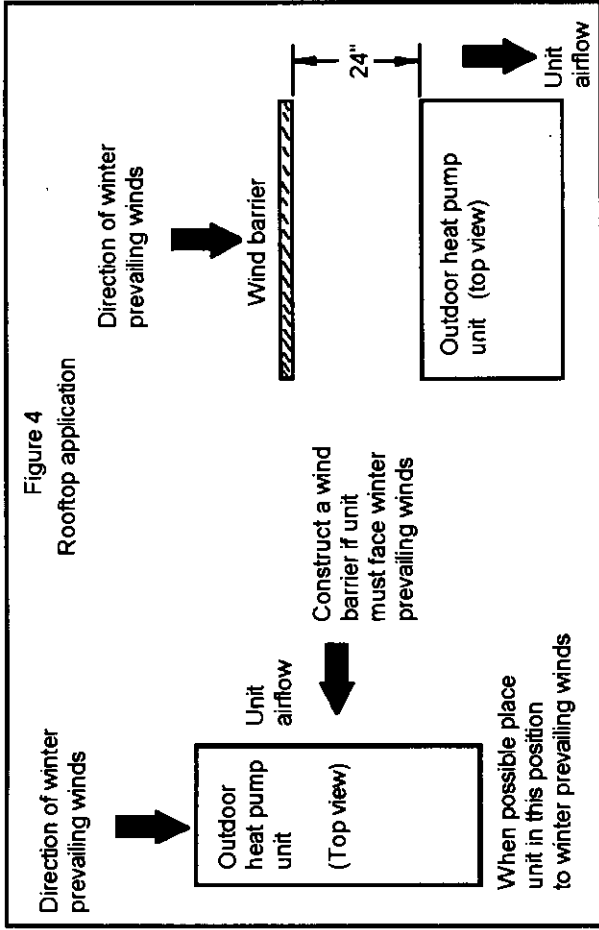 Figure 4
Rooftop application
Direction of winter
prevailing winds
Outdoor
heat pump
unit
(Top view)
Unit
airflow
When possible place
unit in this position
to winter prevailing winds
Construct a wind
barrier if unit
must face winter
prevailing winds
Direction of winter
prevailing winds
Wind barrier
24"
Outdoor heat pump
unit (top view)
Unit
airflow